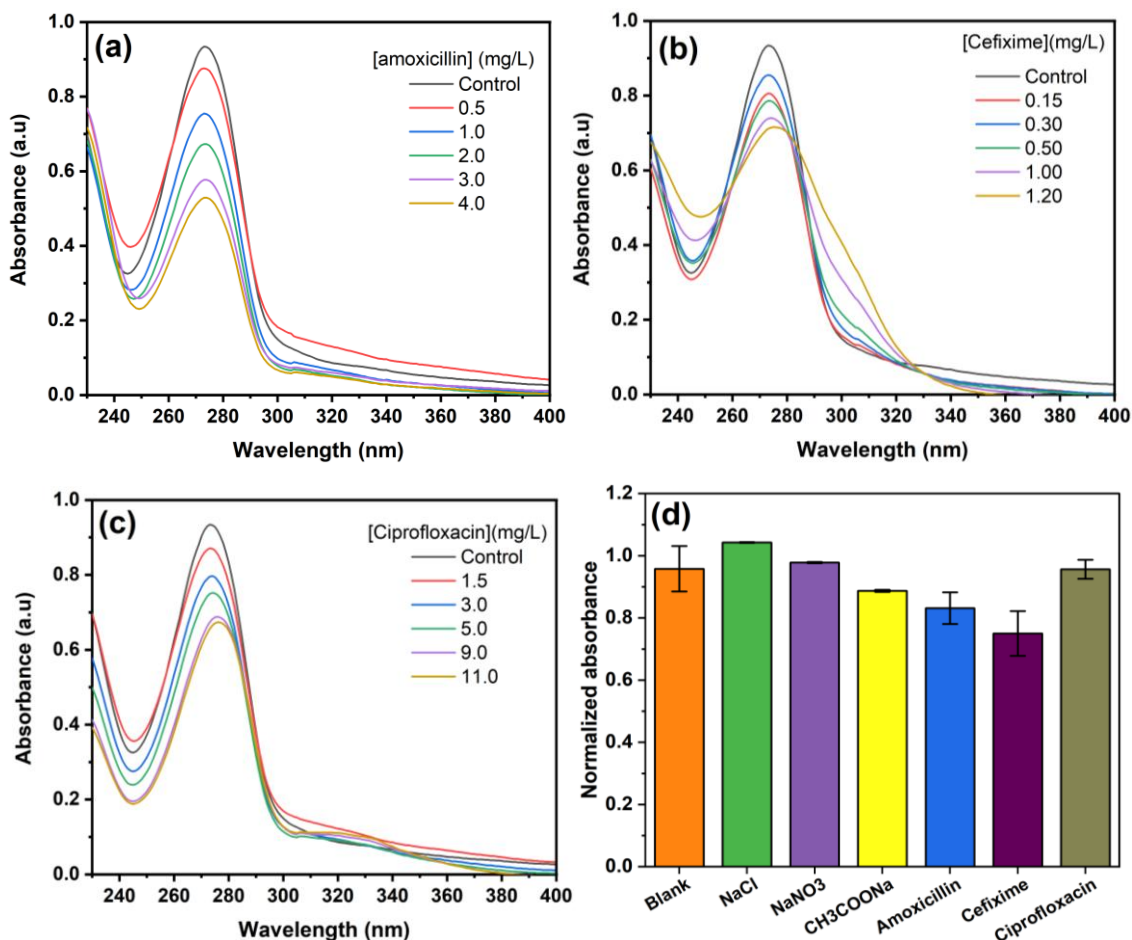 (a)
[amoxicillin] (mg/L)
Control
0.5
1.0
2.0
3.0
4.0
1.0
0.8
0.6
0.4
0.2
0.0
Absorbance (a.u)
240 260 280 300 320 340 360 380 400
Wavelength (nm)
(b)
[Cefixime](mg/L)
Control
0.15
0.30
0.50
1.00
1.20
1.0
0.8
0.6
0.4
0.2
0.0
Absorbance (a.u)
240 260 280 300 320 340 360 380 400
Wavelength (nm)
(c)
[Ciprofloxacin](mg/L)
Control
1.5
3.0
5.0
9.0
11.0
1.0
0.8
0.6
0.4
0.2
0.0
Absorbance (a.u)
240 260 280 300 320 340 360 380 400
Wavelength (nm)
(d)
1.2
1.0
0.8
0.6
0.4
0.2
0.0
Normalized absorbance
Blank
NaCl
NaNO3
CH3COONa
Amoxicillin
Cefixime
Ciprofloxacin